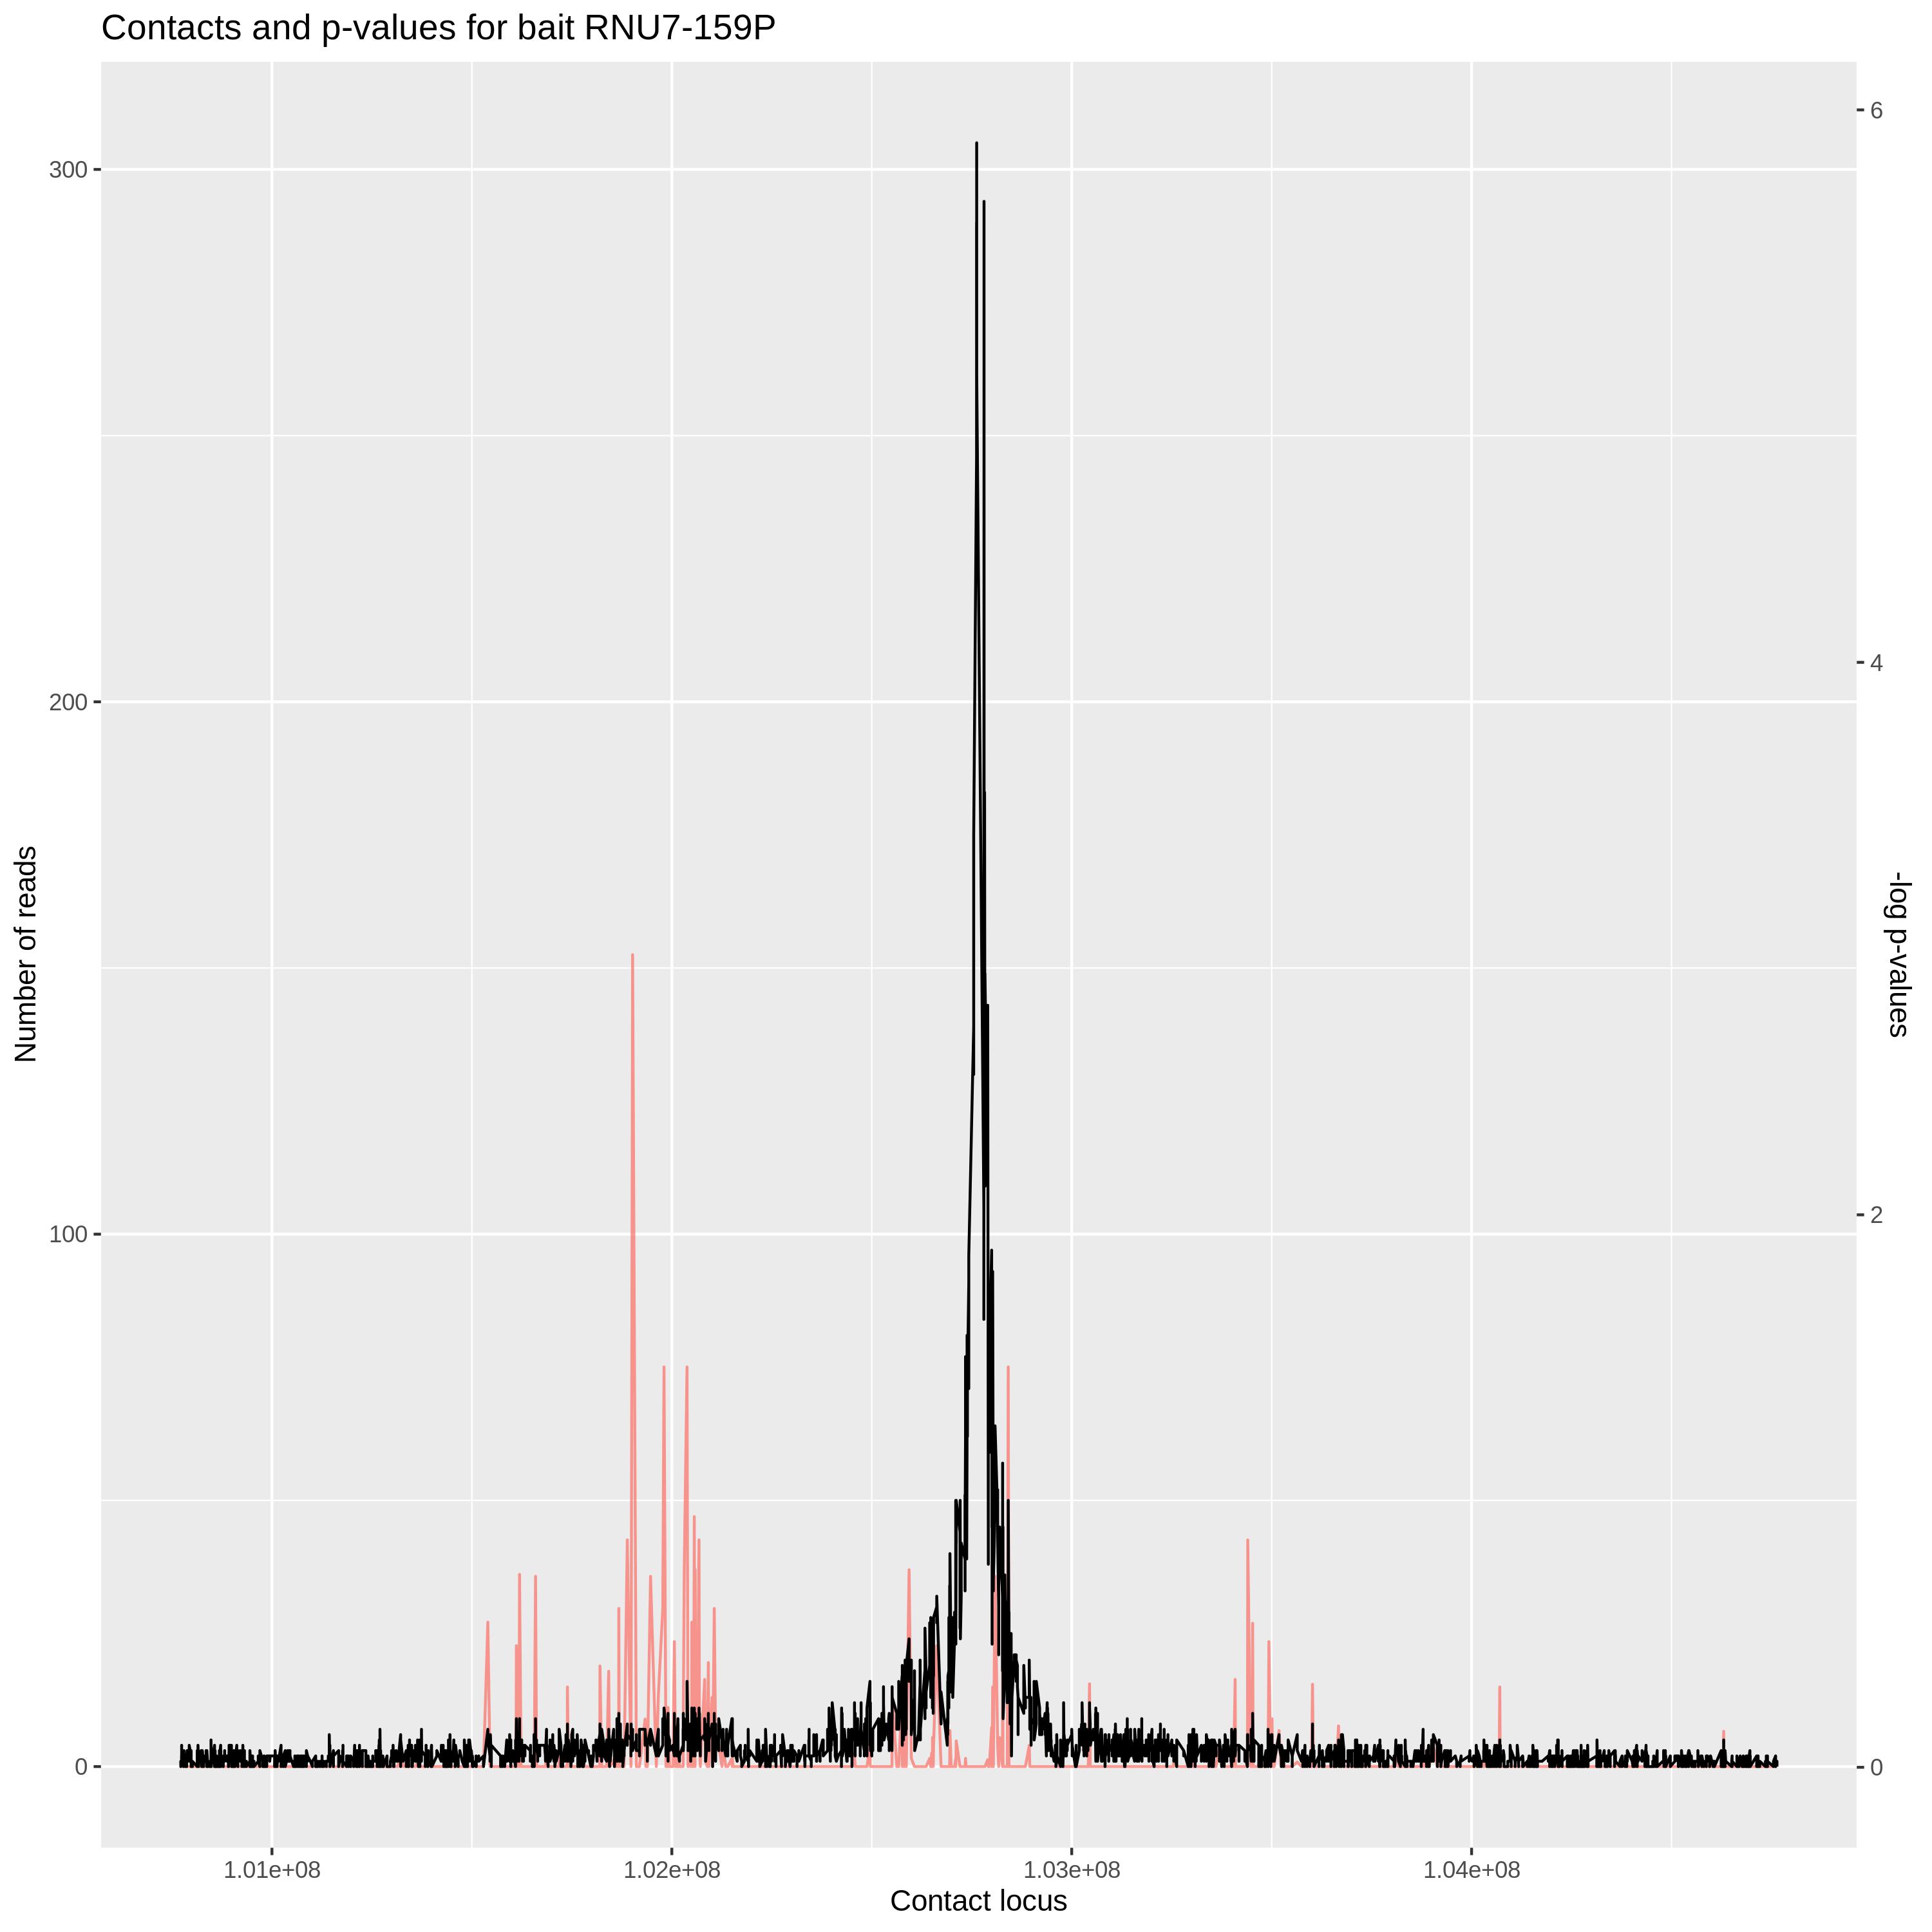 Contacts and p-values for bait RNU7-159P
300
200
100
0
Number of reads
6
4
2
0
-log p-values
1.01e+08 1.02e+08 1.03e+08 1.04e+08
Contact locus